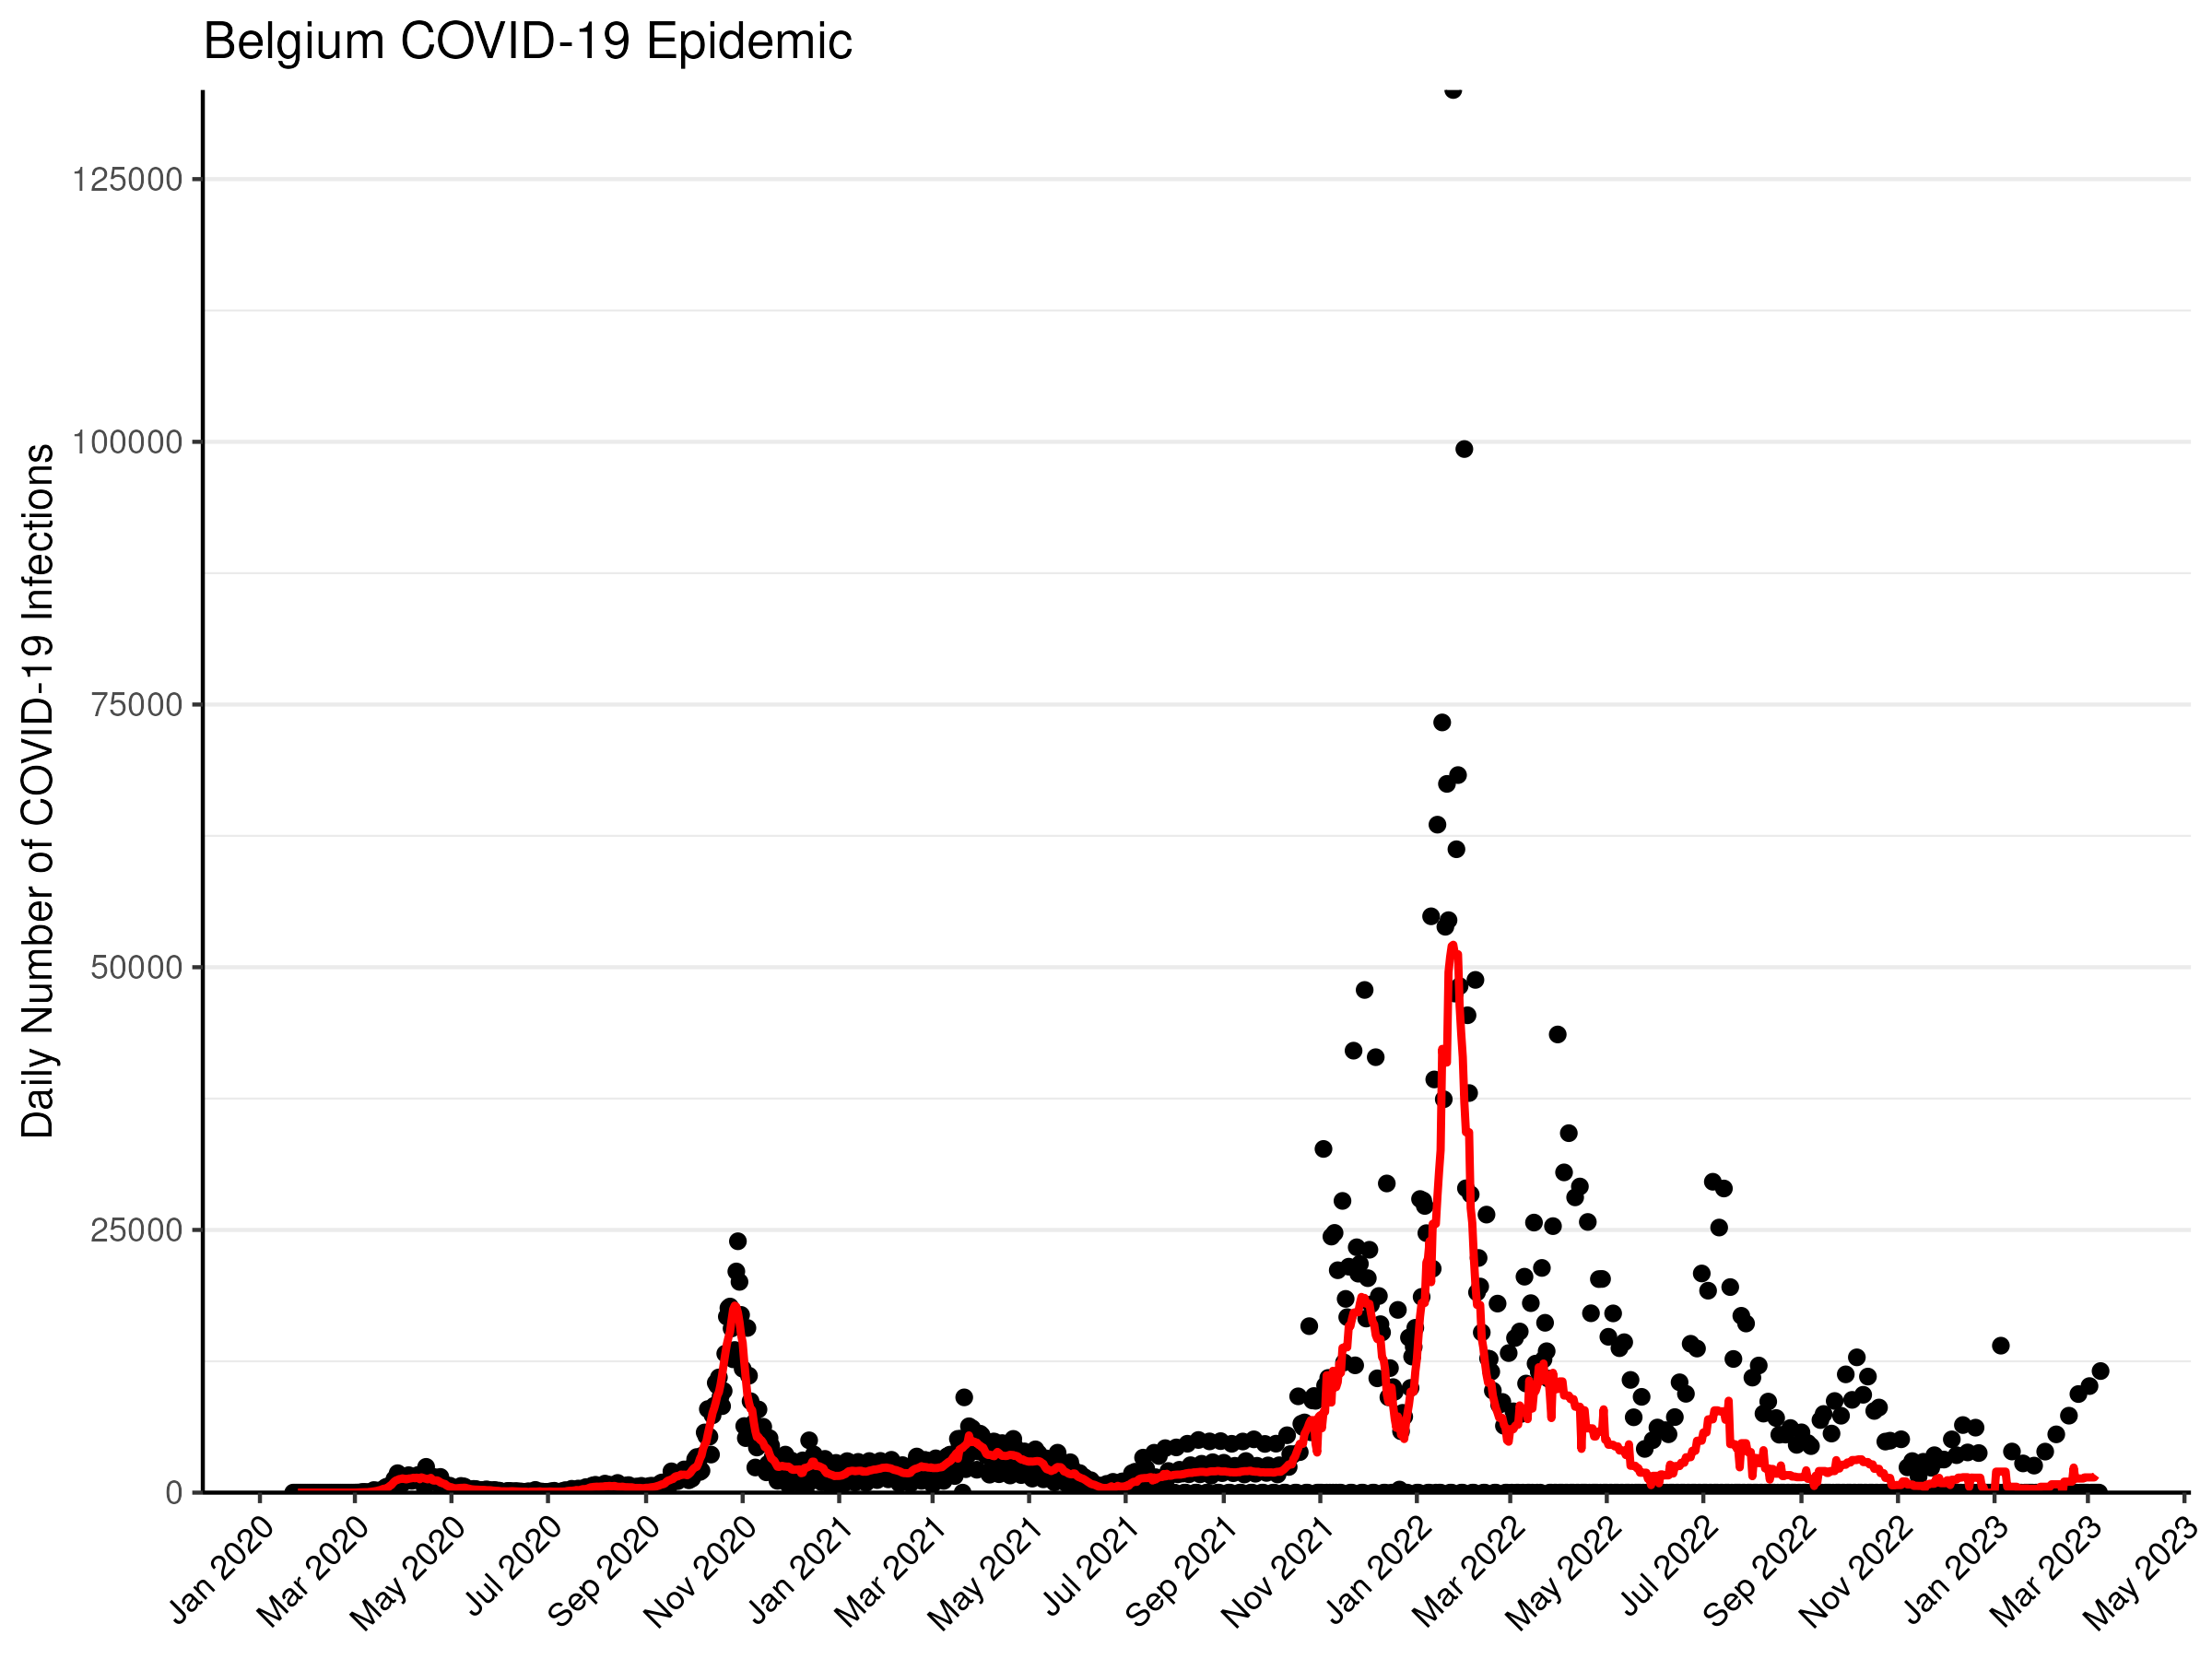 Belgium COVID-19 Epidemic
Daily Number of COVID-19 Infections
125000
100000
75000
50000
25000
0
Jan 2020
Mar 2020
May 2020
Jul 2020
Sep 2020
Nov 2020
Jan 2021
Mar 2021
May 2021
Jul 2021
Sep 2021
Nov 2021
Jan 2022
Mar 2022
May 2022
Jul 2022
Sep 2022
Nov 2022
Jan 2023
Mar 2023
May 2023